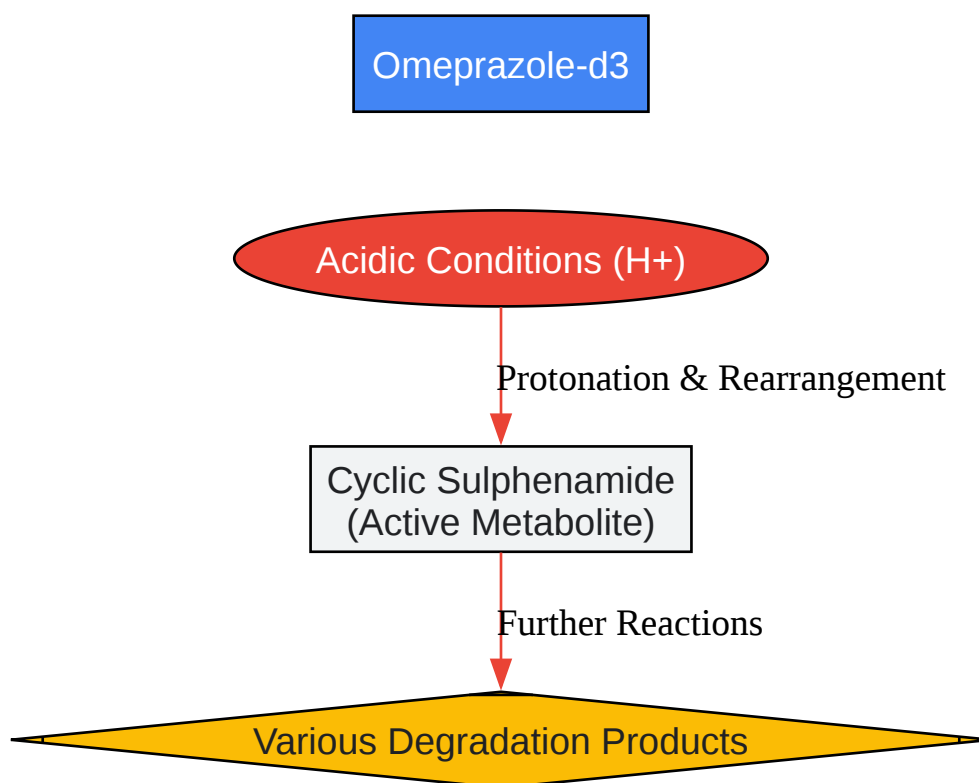 Omeprazole-d3
Acidic Conditions (H+)
Protonation & Rearrangement
Cyclic Sulphenamide
(Active Metabolite)
Further Reactions
Various Degradation Products